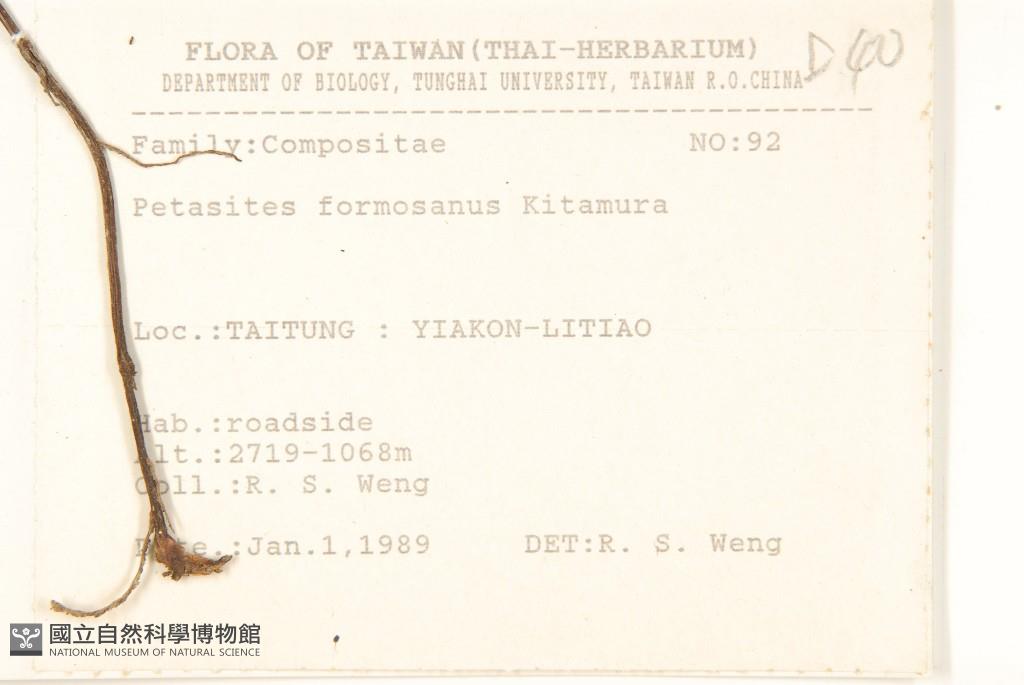 FLORA OF TAIWAN(THAI-HERBARIUM)
D 40
DEPARTMENT OF BIOLOGY, TUNGHAI UNIVERSITY, TAIWAN R.O.CHINA
Family:Compositae NO:92
Petasites formosanus Kitamura
Loc.:TAITUNG : YIAKON-LITIAO
Hab.:roadside
Alt.:2719-1068m
Coll.:R. S. Weng
Date.:Jan.1,1989 DET:R. S. Weng
國立自然科學博物館
NATIONAL MUSEUM OF NATURAL SCIENCE